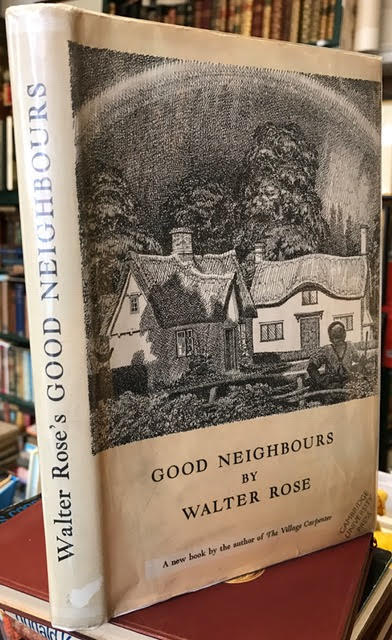 Walter Rose's GOOD NEIGHBOURS
GOOD NEIGHBOURS
BY
WALTER ROSE
A new book by the author of The Village Carpenter
CAMBRIDGE
UNIVERSITY